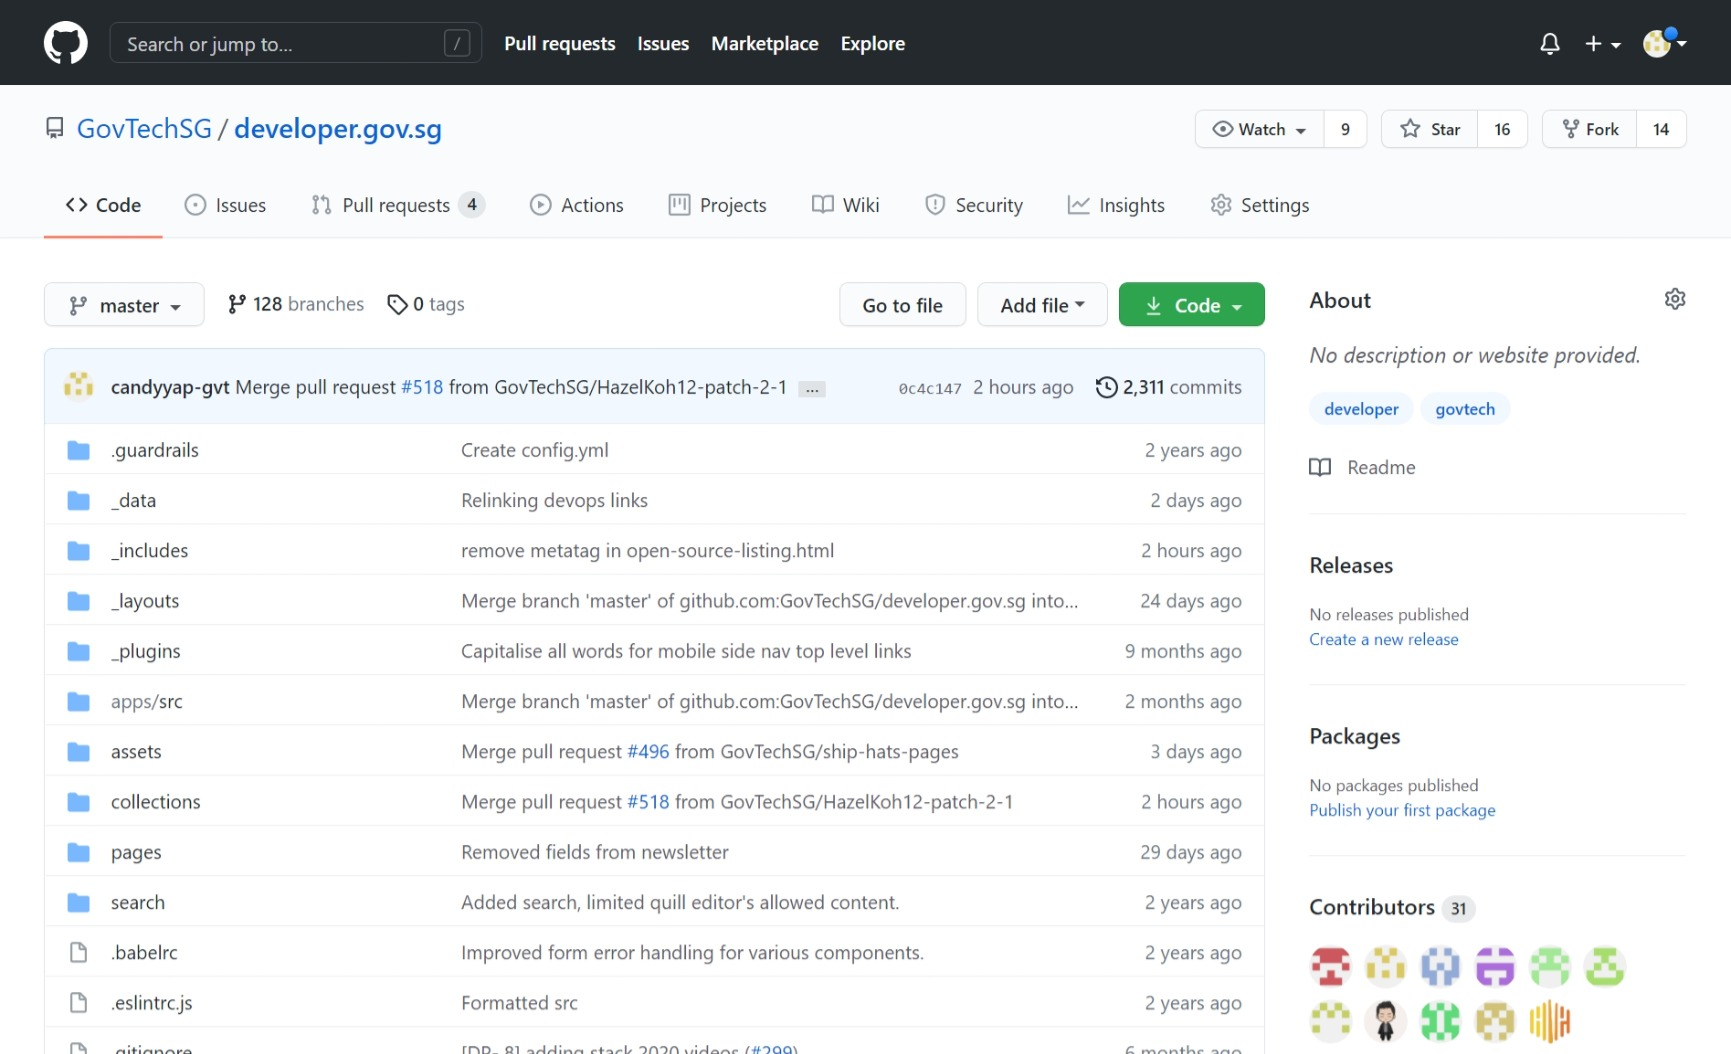 Search or jump to... /
Pull requests Issues Marketplace Explore
GovTechSG / developer.gov.sg
Watch 9 Star 16 Fork 14
Code Issues Pull requests 4 Actions Projects Wiki Security Insights Settings
master 128 branches 0 tags Go to file Add file Code
candyyap-gvt Merge pull request #518 from GovTechSG/HazelKoh12-patch-2-1 ... 0c4c147 2 hours ago 2,311 commits
.guardrails Create config.yml 2 years ago
_data Relinking devops links 2 days ago
_includes remove metatag in open-source-listing.html 2 hours ago
_layouts Merge branch 'master' of github.com:GovTechSG/developer.gov.sg into... 24 days ago
_plugins Capitalise all words for mobile side nav top level links 9 months ago
apps/src Merge branch 'master' of github.com:GovTechSG/developer.gov.sg into... 2 months ago
assets Merge pull request #496 from GovTechSG/ship-hats-pages 3 days ago
collections Merge pull request #518 from GovTechSG/HazelKoh12-patch-2-1 2 hours ago
pages Removed fields from newsletter 29 days ago
search Added search, limited quill editor's allowed content. 2 years ago
.babelrc Improved form error handling for various components. 2 years ago
.eslintrc.js Formatted src 2 years ago
.gitignore [DP- 8] adding stack 2020 videos (#299) 6 months ago
About
No description or website provided.
developer govtech
Readme
Releases
No releases published
Create a new release
Packages
No packages published
Publish your first package
Contributors 31